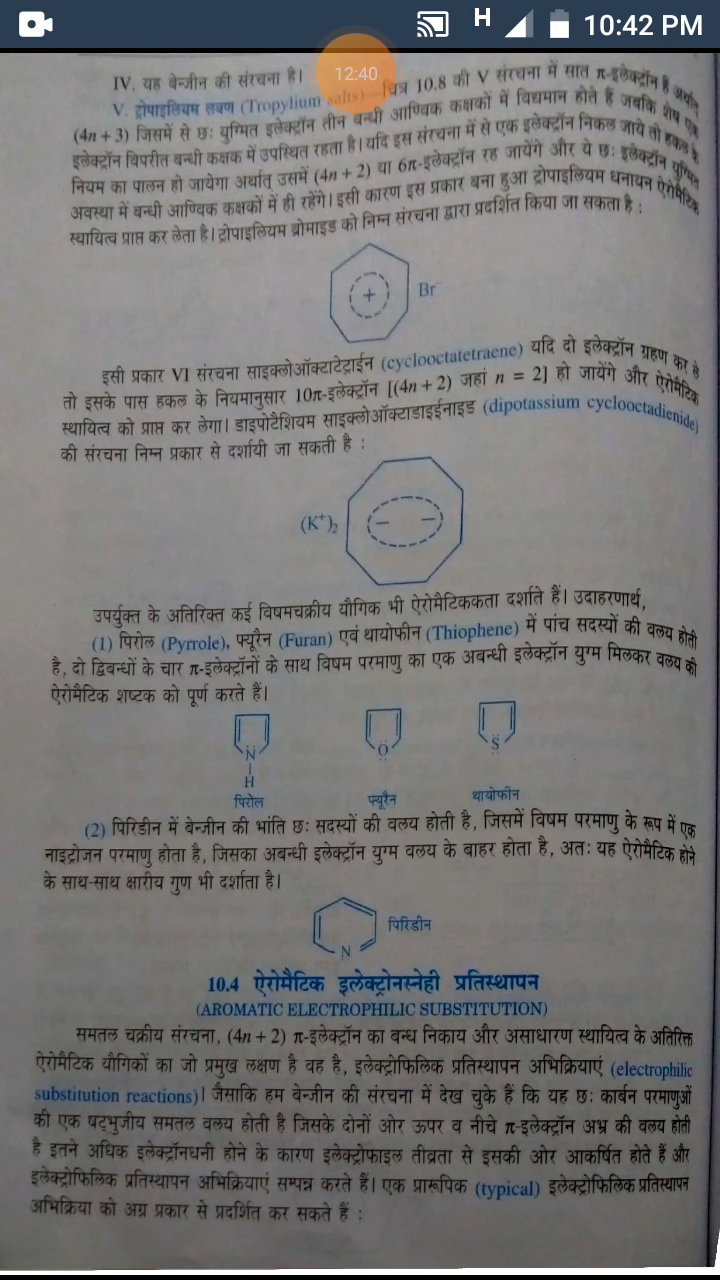 H 10:42 PM
12:40
IV. यह बेन्जीन की संरचना है।
V. ट्रोपाइलियम लवण (Tropylium salts)—चित्र 10.8 की V संरचना में सात π-इलेक्ट्रॉन है अर्थात्
(4n + 3) जिसमें से छः युग्मित इलेक्ट्रॉन तीन बन्धी आण्विक कक्षकों में विद्यमान होते हैं जबकि शेष एक
इलेक्ट्रॉन विपरीत बन्धी कक्षक में उपस्थित रहता है। यदि इस संरचना में से एक इलेक्ट्रॉन निकल जाये तो हकल के
नियम का पालन हो जायेगा अर्थात् उसमें (4n + 2) या 6π-इलेक्ट्रॉन रह जायेंगे और ये छः इलेक्ट्रॉन युग्मित
अवस्था में बन्धी आण्विक कक्षकों में ही रहेंगे। इसी कारण इस प्रकार बना हुआ ट्रोपाइलियम धनायन ऐरोमैटिक
स्थायित्व प्राप्त कर लेता है। ट्रोपाइलियम ब्रोमाइड को निम्न संरचना द्वारा प्रदर्शित किया जा सकता है :
+ Br⁻
इसी प्रकार VI संरचना साइक्लोऑक्टाटेट्राईन (cyclooctatetraene) यदि दो इलेक्ट्रॉन ग्रहण कर ले
तो इसके पास हकल के नियमानुसार 10π-इलेक्ट्रॉन [(4n + 2) जहां n = 2] हो जायेंगे और ऐरोमैटिक
स्थायित्व को प्राप्त कर लेगा। डाइपोटैशियम साइक्लोऑक्टाडाइईनाइड (dipotassium cyclooctadienide)
की संरचना निम्न प्रकार से दर्शायी जा सकती है :
(K⁺)₂ − −
उपर्युक्त के अतिरिक्त कई विषमचक्रीय यौगिक भी ऐरोमैटिककता दर्शाते हैं। उदाहरणार्थ,
(1) पिरोल (Pyrrole), फ्यूरैन (Furan) एवं थायोफीन (Thiophene) में पांच सदस्यों की वलय होती
है, दो द्विबन्धों के चार π-इलेक्ट्रॉनों के साथ विषम परमाणु का एक अबन्धी इलेक्ट्रॉन युग्म मिलकर वलय की
ऐरोमैटिक शष्टक को पूर्ण करते हैं।
N O S
H
पिरोल फ्यूरैन थायोफीन
(2) पिरिडीन में बेन्जीन की भांति छः सदस्यों की वलय होती है, जिसमें विषम परमाणु के रूप में एक
नाइट्रोजन परमाणु होता है, जिसका अबन्धी इलेक्ट्रॉन युग्म वलय के बाहर होता है, अतः यह ऐरोमैटिक होने
के साथ-साथ क्षारीय गुण भी दर्शाता है।
पिरिडीन
N
10.4 ऐरोमैटिक इलेक्ट्रोनस्नेही प्रतिस्थापन
(AROMATIC ELECTROPHILIC SUBSTITUTION)
समतल चक्रीय संरचना, (4n + 2) π-इलेक्ट्रॉन का बन्ध निकाय और असाधारण स्थायित्व के अतिरिक्त
ऐरोमैटिक यौगिकों का जो प्रमुख लक्षण है वह है, इलेक्ट्रोफिलिक प्रतिस्थापन अभिक्रियाएं (electrophilic
substitution reactions)। जैसाकि हम बेन्जीन की संरचना में देख चुके हैं कि यह छः कार्बन परमाणुओं
की एक षट्भुजीय समतल वलय होती है जिसके दोनों ओर ऊपर व नीचे π-इलेक्ट्रॉन अभ्र की वलय होती
है इतने अधिक इलेक्ट्रॉनधनी होने के कारण इलेक्ट्रोफाइल तीव्रता से इसकी ओर आकर्षित होते हैं और
इलेक्ट्रोफिलिक प्रतिस्थापन अभिक्रियाएं सम्पन्न करते हैं। एक प्रारूपिक (typical) इलेक्ट्रोफिलिक प्रतिस्थापन
अभिक्रिया को अग्र प्रकार से प्रदर्शित कर सकते हैं :